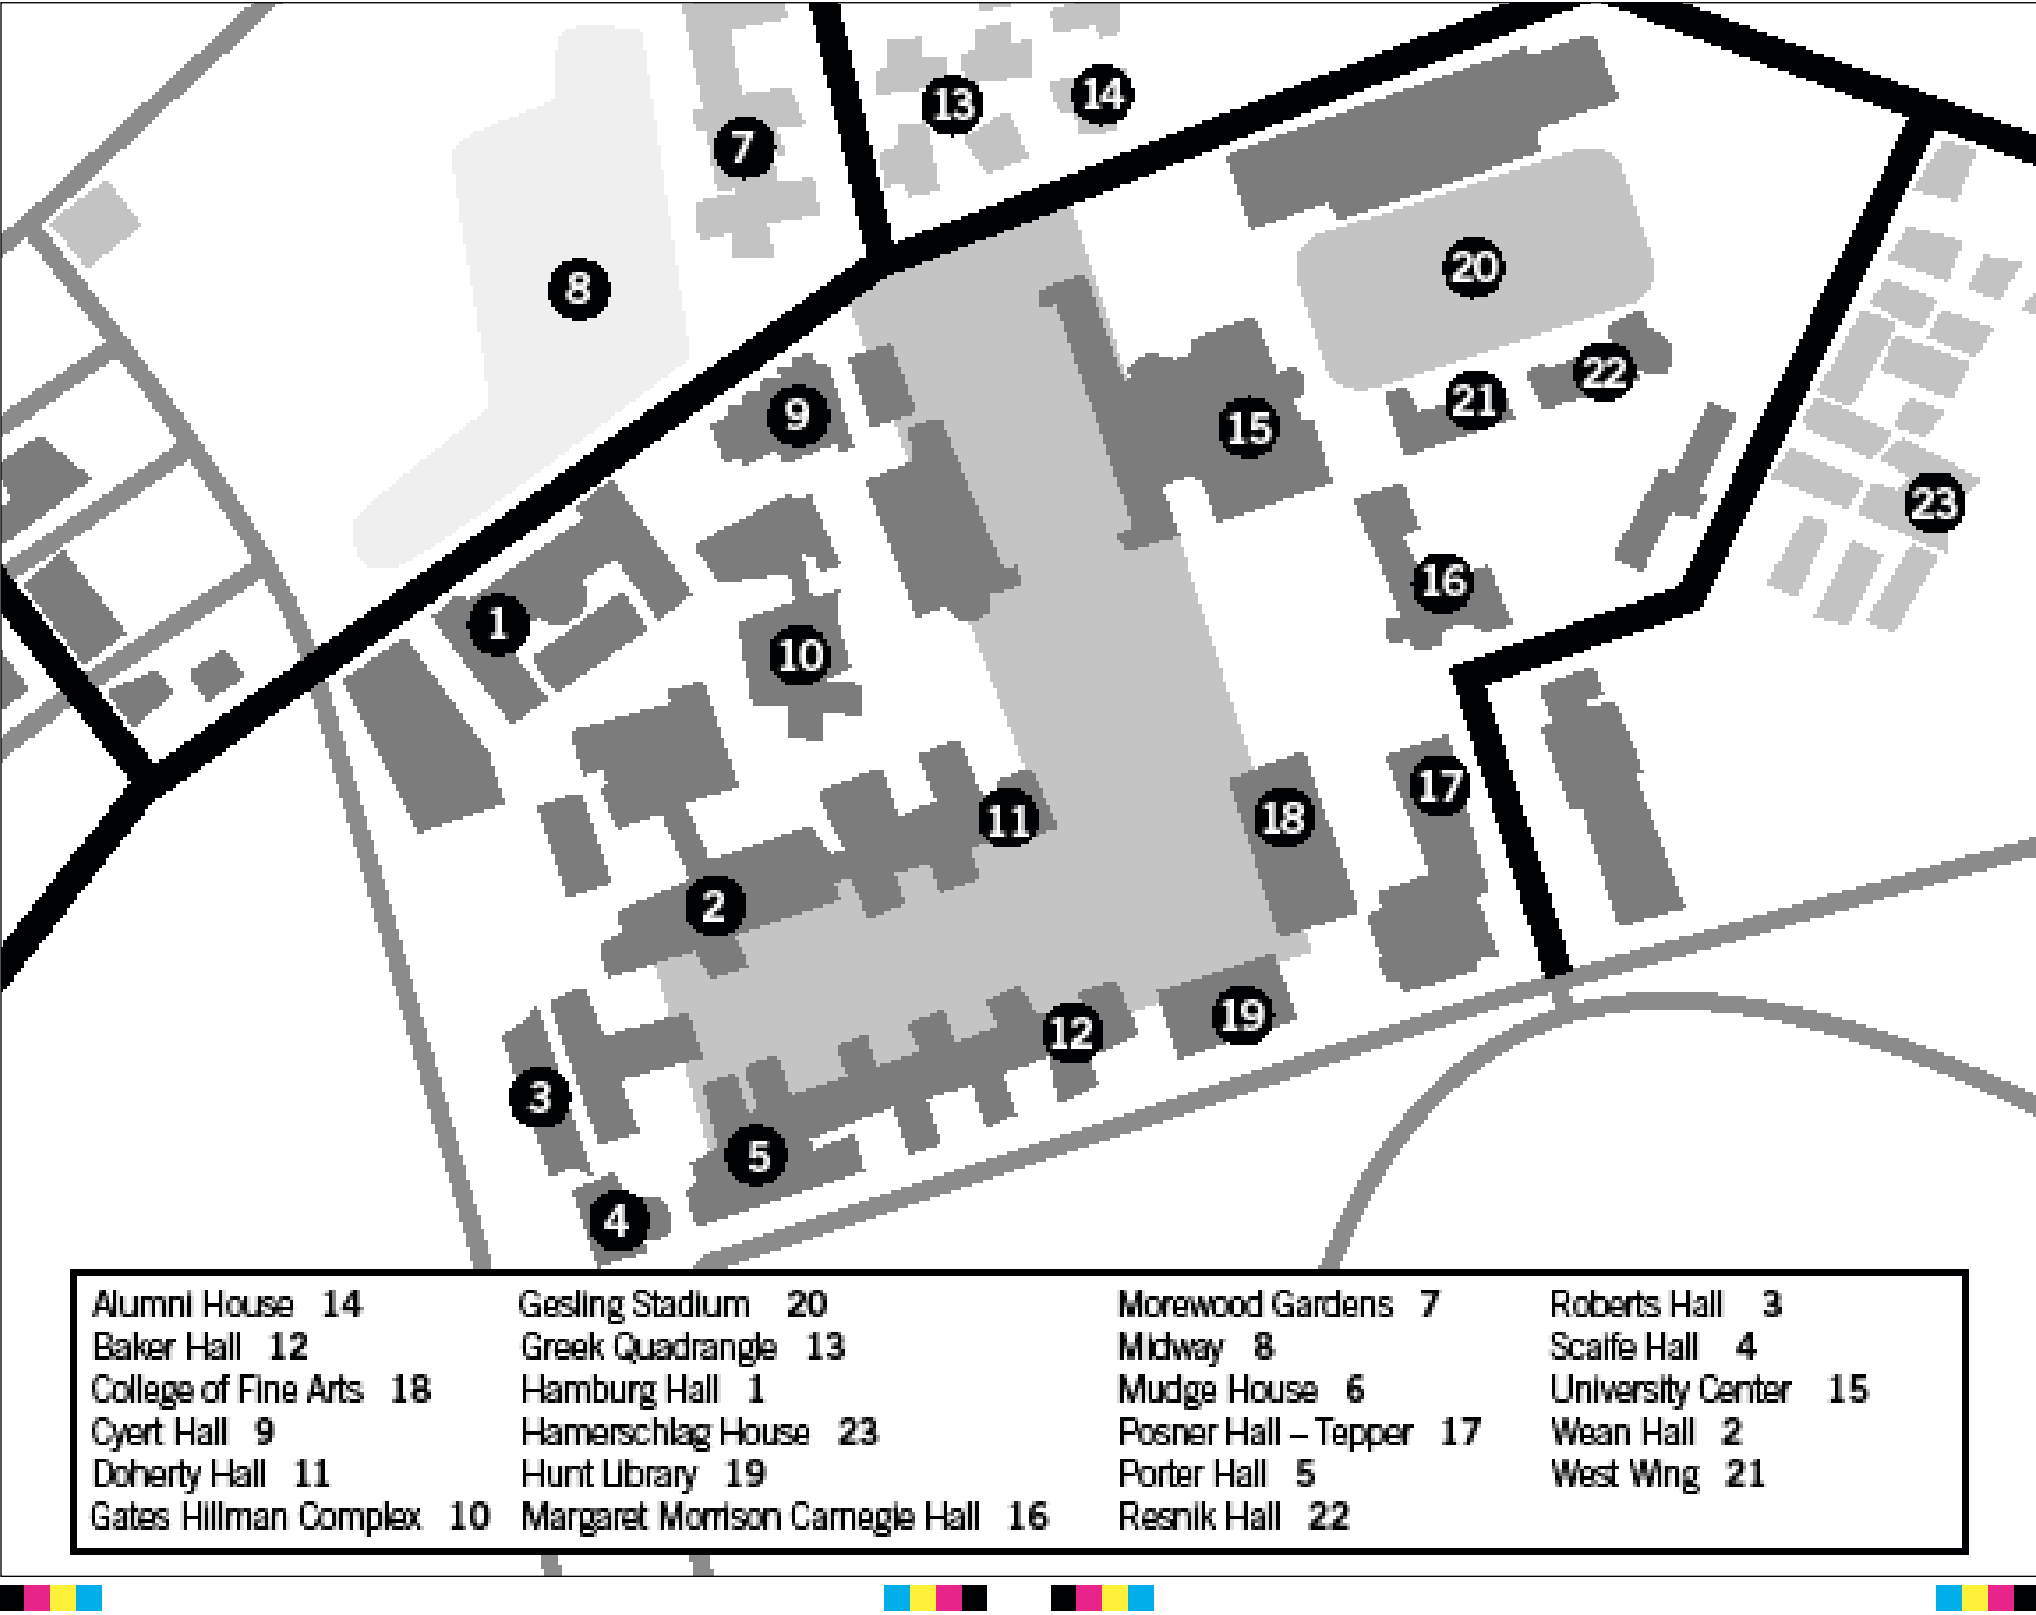 13
14
7
20
8
22
21
9
15
23
16
1
10
17
11
18
2
19
12
3
5
4
Alumni House 14
Baker Hall 12
College of Fine Arts 18
Cyert Hall 9
Doherty Hall 11
Gates Hillman Complex 10
Gesling Stadium 20
Greek Quadrangle 13
Hamburg Hall 1
Hamerschlag House 23
Hunt Library 19
Margaret Morrison Carnegie Hall 16
Morewood Gardens 7
Midway 8
Mudge House 6
Posner Hall – Tepper 17
Porter Hall 5
Resnik Hall 22
Roberts Hall 3
Scaife Hall 4
University Center 15
Wean Hall 2
West Wing 21